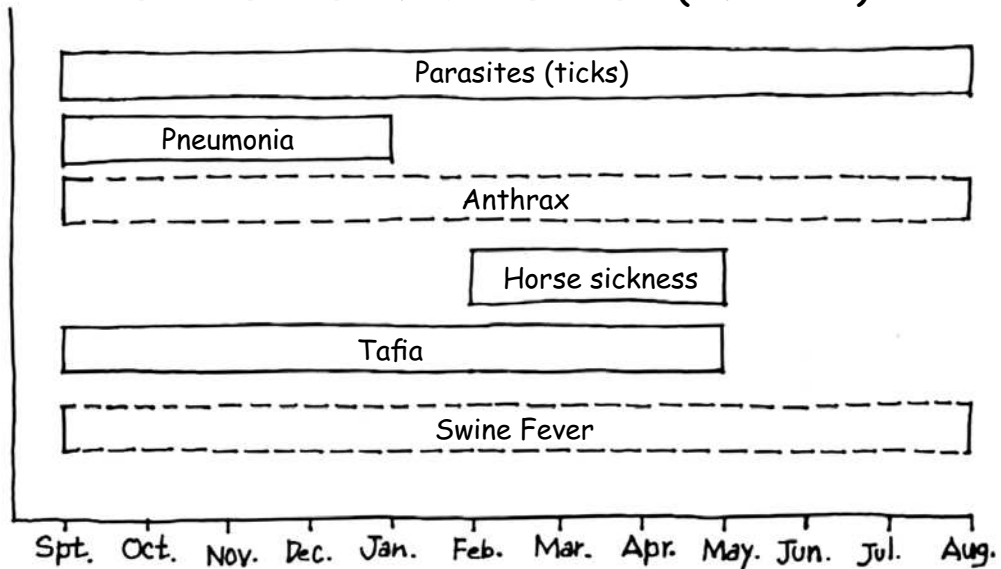 Parasites (ticks)
Pneumonia
Anthrax
Horse sickness
Tafia
Swine Fever
Spt. Oct. Nov. Dec. Jan. Feb. Mar. Apr. May. Jun. Jul. Aug.